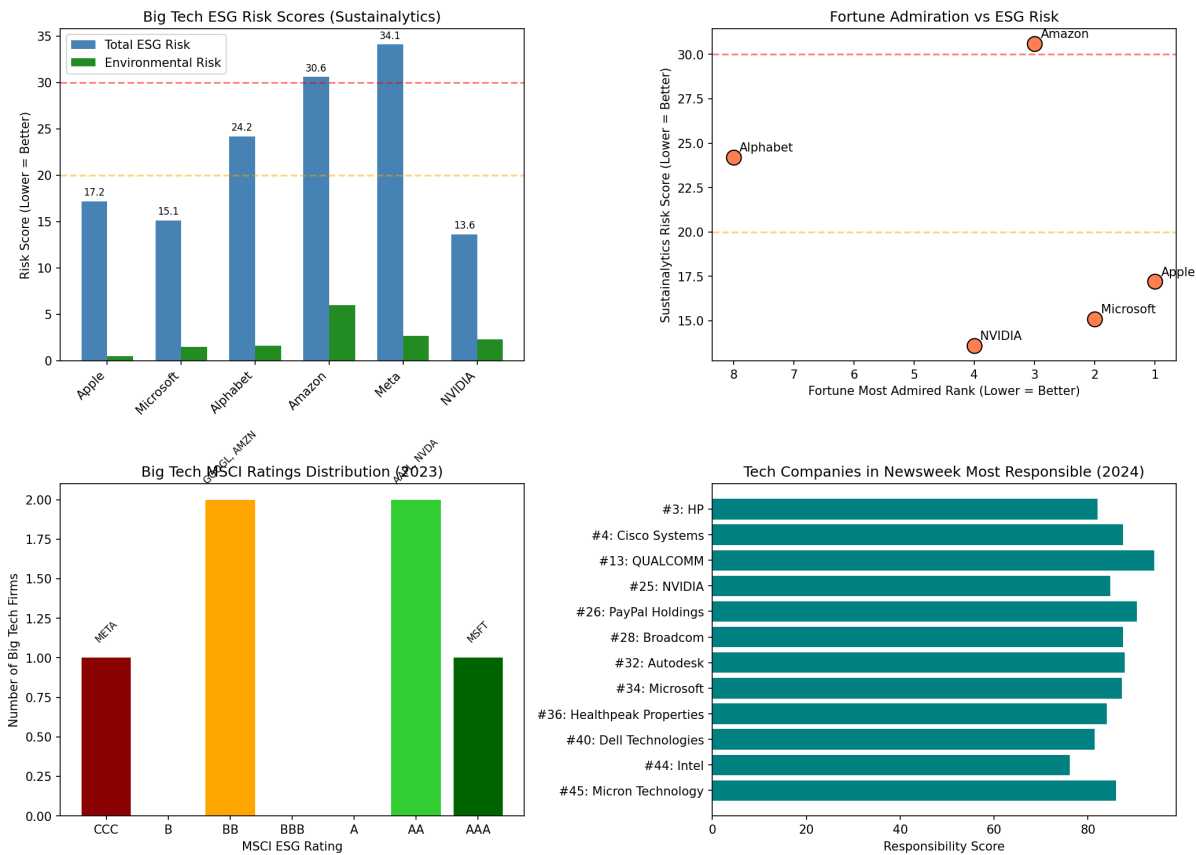 Big Tech ESG Risk Scores (Sustainalytics)
Total ESG Risk
Environmental Risk
Risk Score (Lower = Better)
35
30
25
20
15
10
5
0
17.2
15.1
24.2
30.6
34.1
13.6
Apple
Microsoft
Alphabet
Amazon
Meta
NVIDIA
Fortune Admiration vs ESG Risk
Sustainalytics Risk Score (Lower = Better)
30.0
27.5
25.0
22.5
20.0
17.5
15.0
Alphabet
NVIDIA
Amazon
Microsoft
Apple
8
7
6
5
4
3
2
1
Fortune Most Admired Rank (Lower = Better)
Big Tech MSCI Ratings Distribution (2023)
Number of Big Tech Firms
2.00
1.75
1.50
1.25
1.00
0.75
0.50
0.25
0.00
META
GOOGL, AMZN
AAPL, NVDA
MSFT
CCC
B
BB
BBB
A
AA
AAA
MSCI ESG Rating
Tech Companies in Newsweek Most Responsible (2024)
#3: HP
#4: Cisco Systems
#13: QUALCOMM
#25: NVIDIA
#26: PayPal Holdings
#28: Broadcom
#32: Autodesk
#34: Microsoft
#36: Healthpeak Properties
#40: Dell Technologies
#44: Intel
#45: Micron Technology
0
20
40
60
80
Responsibility Score